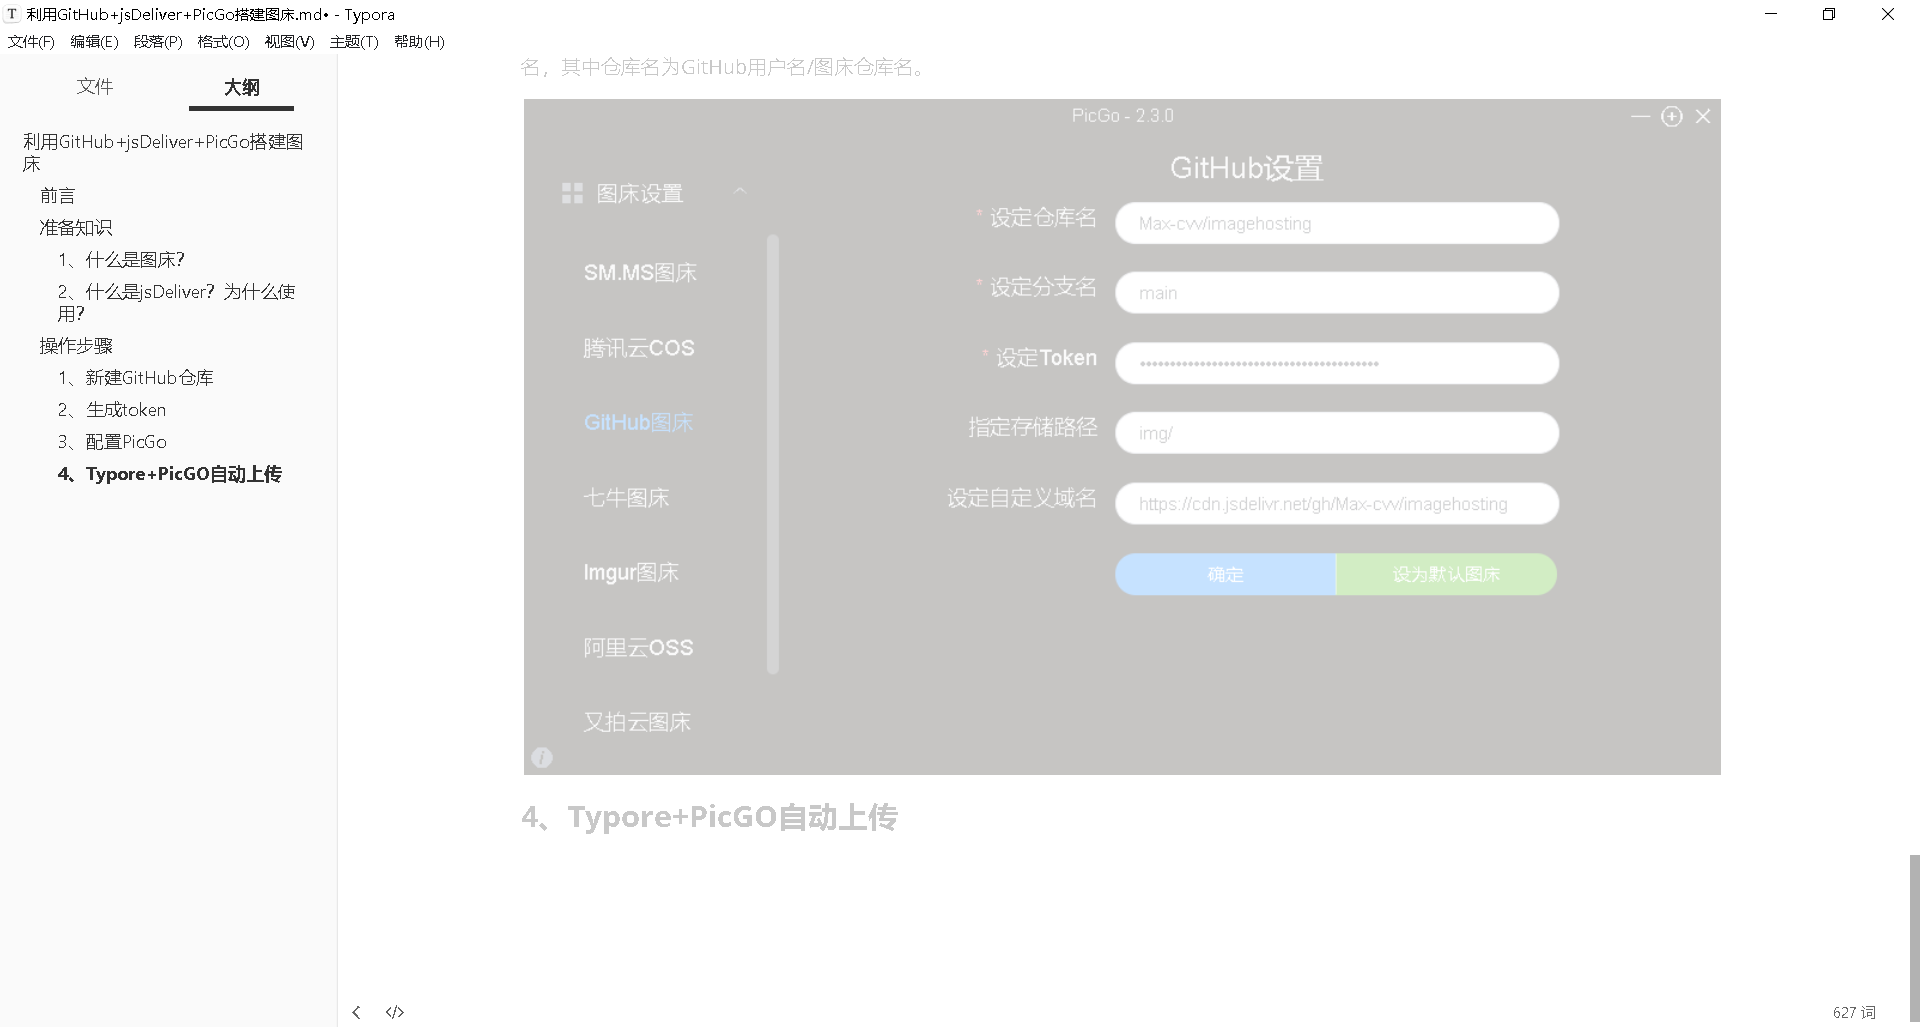 利用GitHub+jsDeliver+PicGo搭建图床.md• - Typora
文件(F) 编辑(E) 段落(P) 格式(O) 视图(V) 主题(T) 帮助(H)
文件 大纲
利用GitHub+jsDeliver+PicGo搭建图
床
前言
准备知识
1、什么是图床？
2、什么是jsDeliver？为什么使
用？
操作步骤
1、新建GitHub仓库
2、生成token
3、配置PicGo
4、Typore+PicGO自动上传
名，其中仓库名为GitHub用户名/图床仓库名。
PicGo - 2.3.0
GitHub设置
图床设置
SM.MS图床
腾讯云COS
GitHub图床
七牛图床
Imgur图床
阿里云OSS
又拍云图床
* 设定仓库名 Max-cvv/imagehosting
* 设定分支名 main
* 设定Token ••••••••••••••••••••••••••••••••••••••••
指定存储路径 img/
设定自定义域名 https://cdn.jsdelivr.net/gh/Max-cvv/imagehosting
确定 设为默认图床
4、Typore+PicGO自动上传
627 词